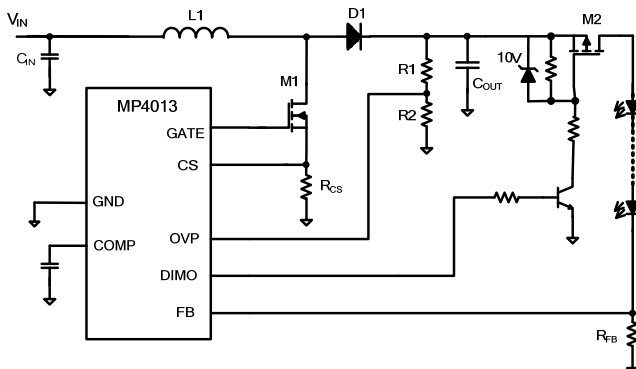 VIN
L1
D1
M2
CIN
R1
10V
M1
COUT
MP4013
R2
GATE
CS
RCS
GND
COMP
OVP
DIMO
FB
RFB